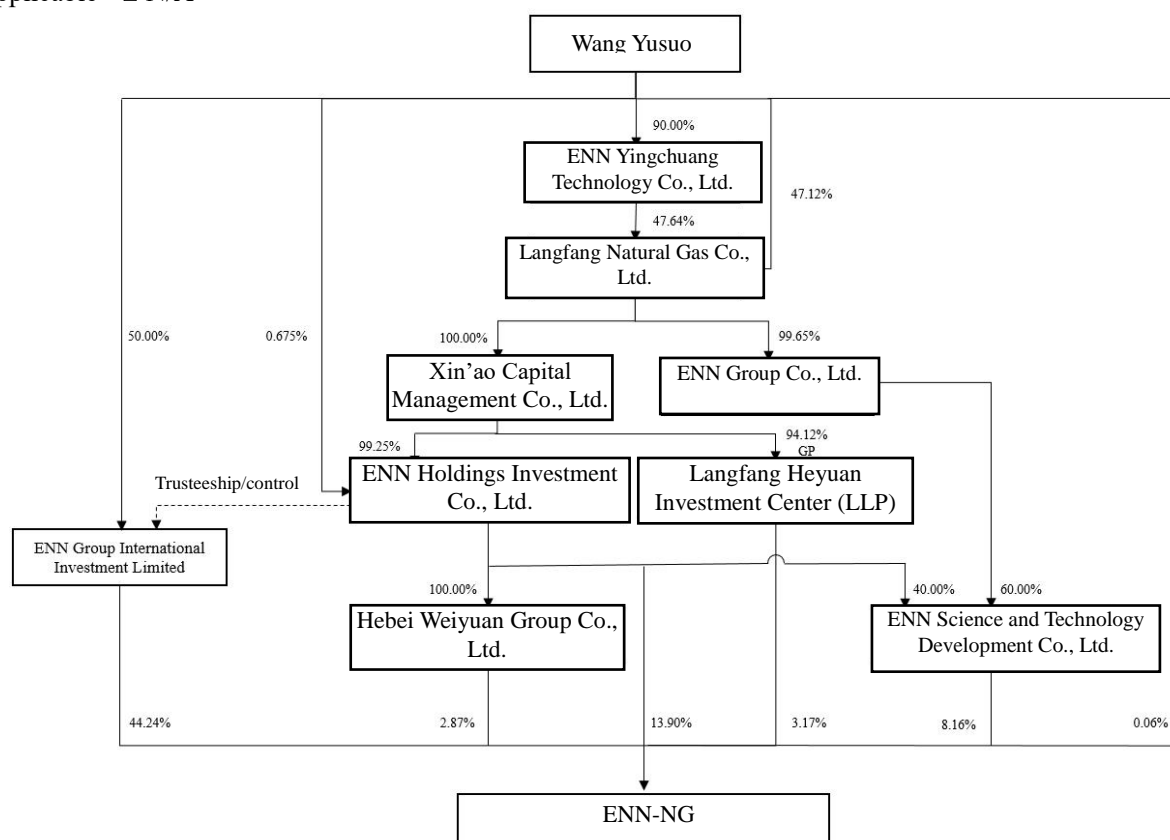 Wang Yusuo
90.00%
ENN Yingchuang
Technology Co., Ltd.
47.12%
47.64%
Langfang Natural Gas Co.,
Ltd.
50.00%
0.675%
100.00%
99.65%
Xin’ao Capital
Management Co., Ltd.
ENN Group Co., Ltd.
99.25%
94.12%
GP
ENN Holdings Investment
Co., Ltd.
Langfang Heyuan
Investment Center (LLP)
Trusteeship/control
ENN Group International
Investment Limited
100.00%
40.00%
60.00%
Hebei Weiyuan Group Co.,
Ltd.
ENN Science and Technology
Development Co., Ltd.
44.24%
2.87%
13.90%
3.17%
8.16%
0.06%
ENN-NG